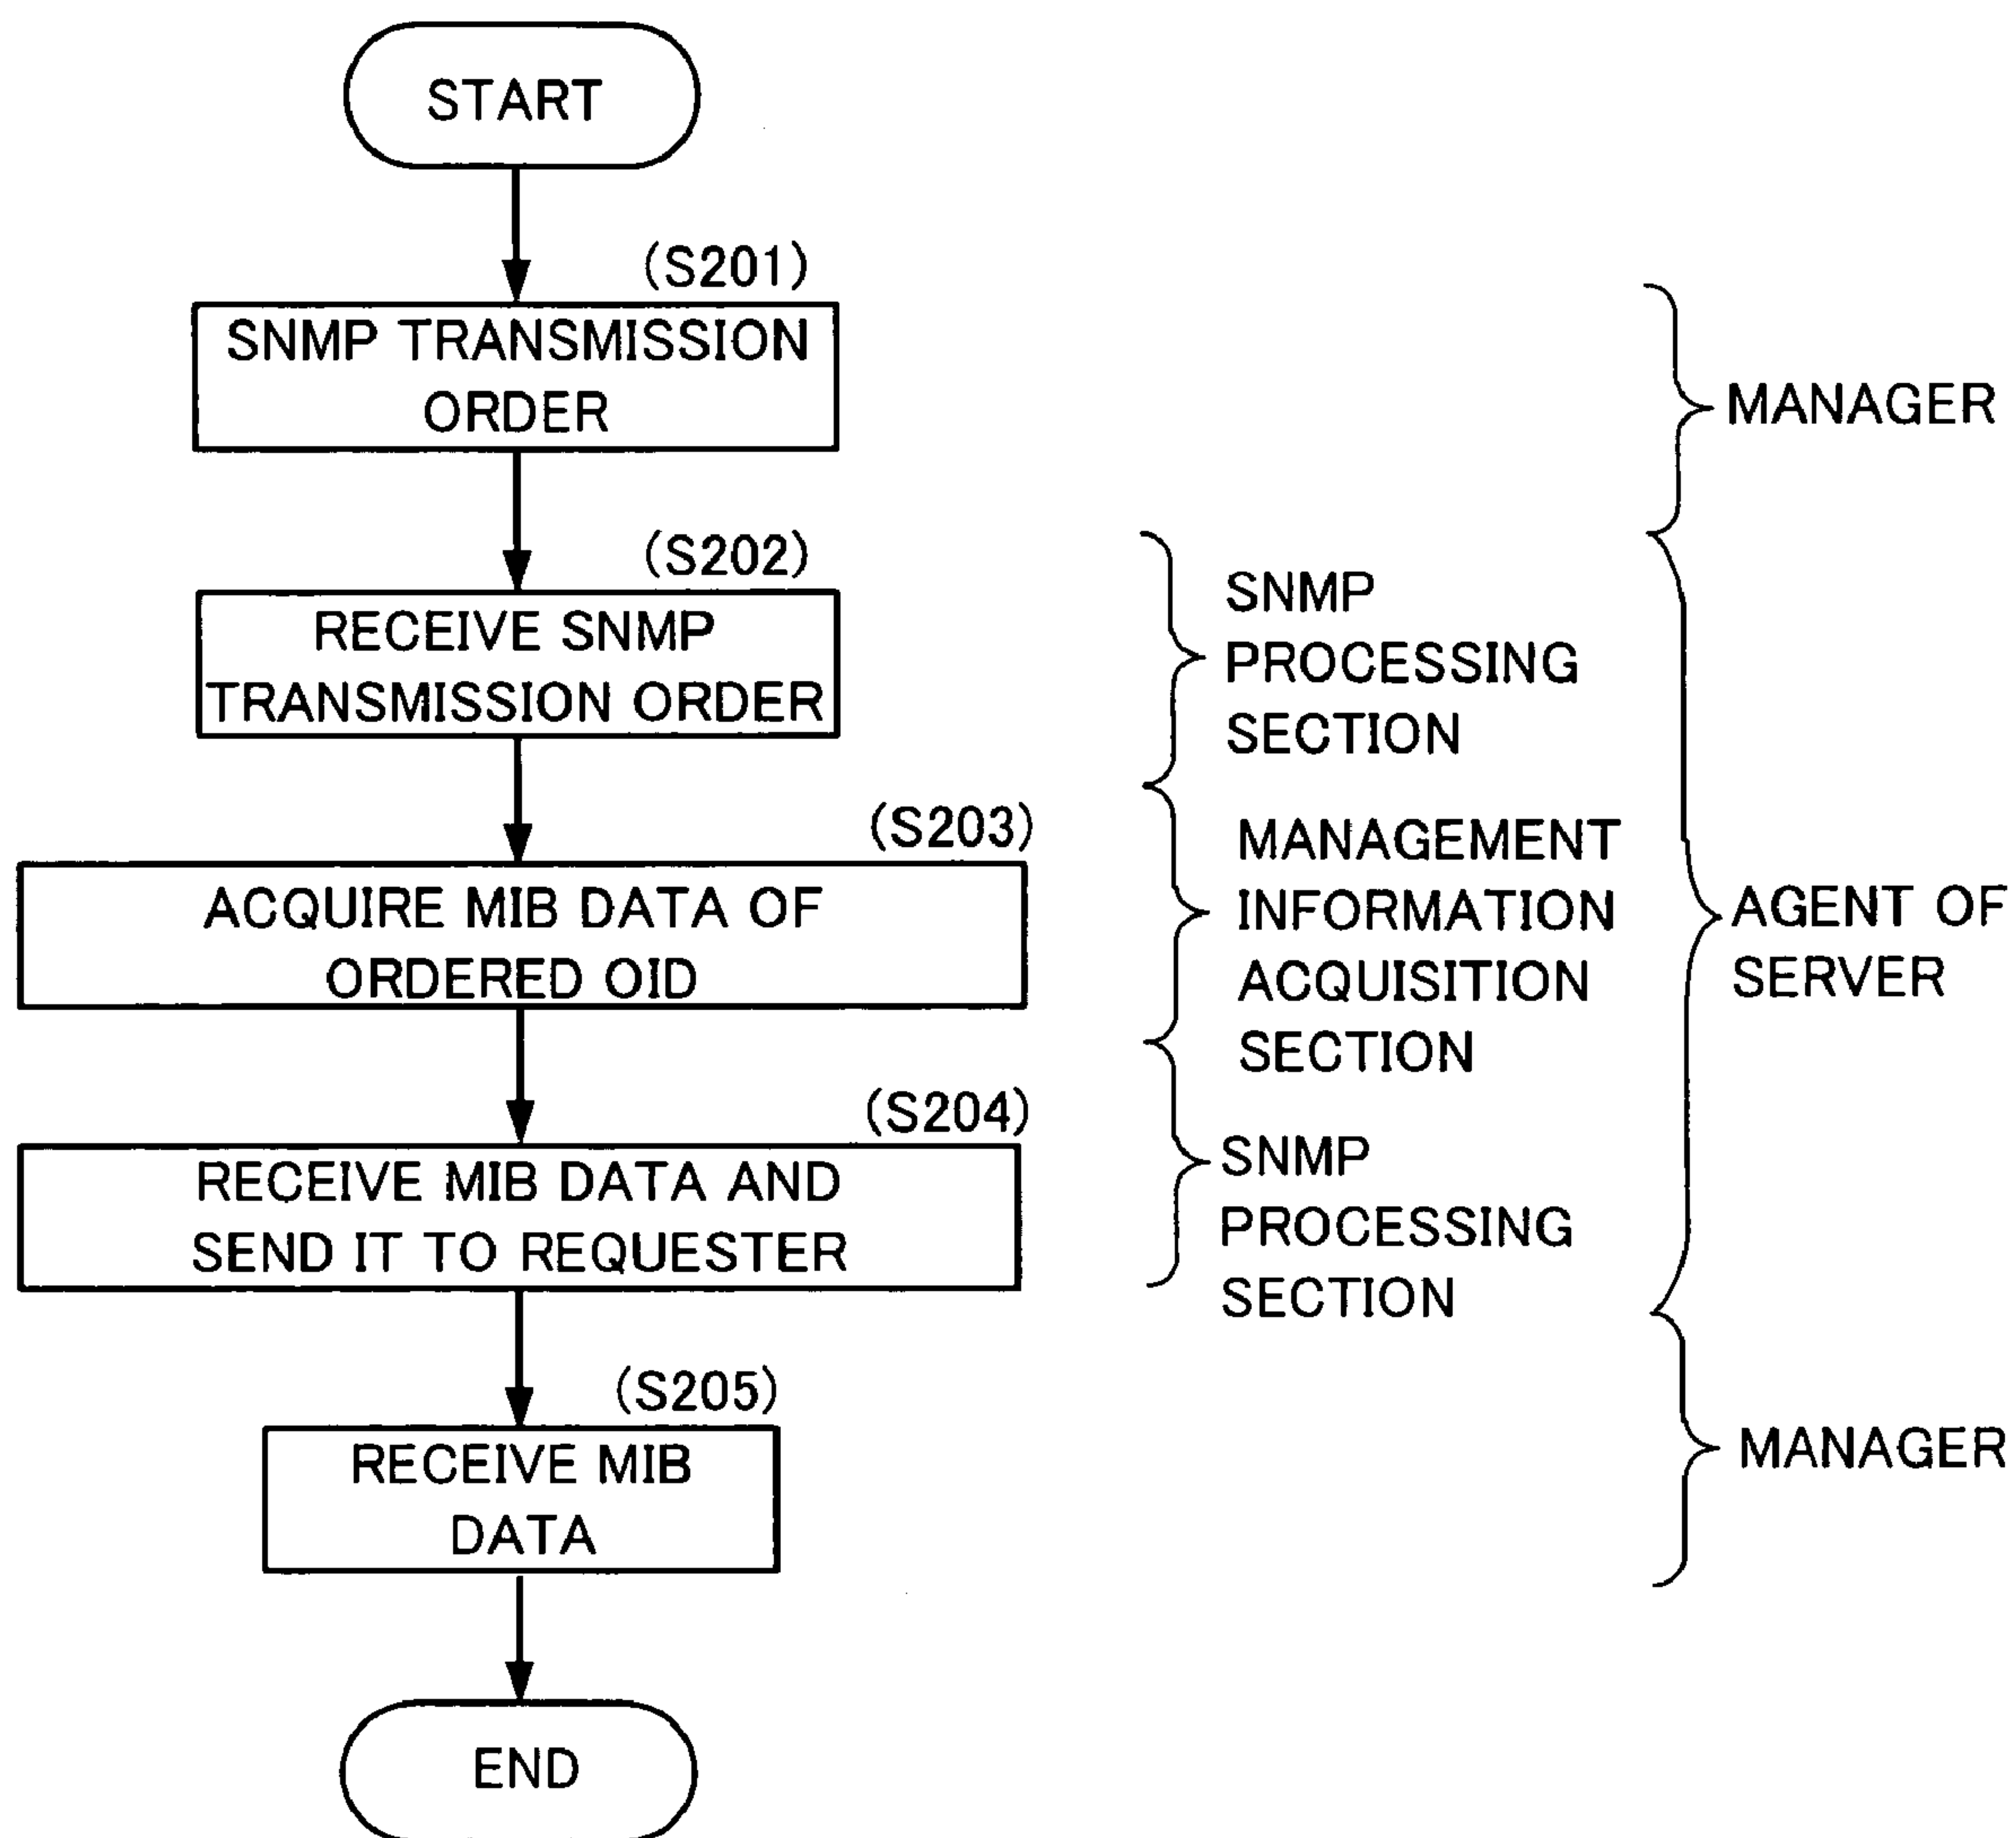 START
(S201)
SNMP TRANSMISSION
ORDER
MANAGER
(S202)
RECEIVE SNMP
TRANSMISSION ORDER
SNMP
PROCESSING
SECTION
(S203)
ACQUIRE MIB DATA OF
ORDERED OID
MANAGEMENT
INFORMATION
ACQUISITION
SECTION
AGENT OF
SERVER
(S204)
RECEIVE MIB DATA AND
SEND IT TO REQUESTER
SNMP
PROCESSING
SECTION
(S205)
RECEIVE MIB
DATA
MANAGER
END